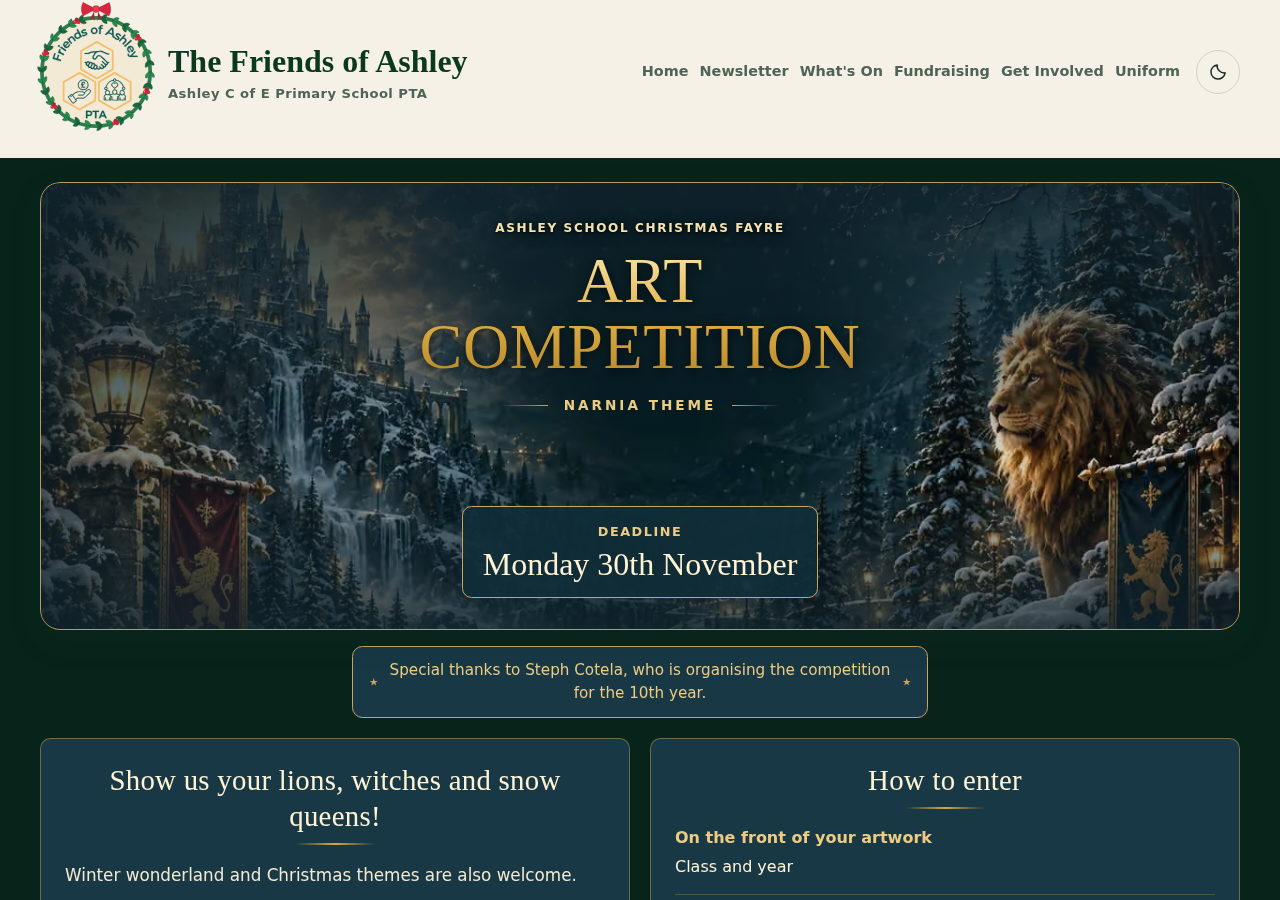 Friends of Ashley
PTA
The Friends of Ashley
Ashley C of E Primary School PTA
Home Newsletter What's On Fundraising Get Involved Uniform
ASHLEY SCHOOL CHRISTMAS FAYRE
ART
COMPETITION
NARNIA THEME
DEADLINE
Monday 30th November
Special thanks to Steph Cotela, who is organising the competition
for the 10th year.
Show us your lions, witches and snow
queens!
Winter wonderland and Christmas themes are also welcome.
How to enter
On the front of your artwork
Class and year